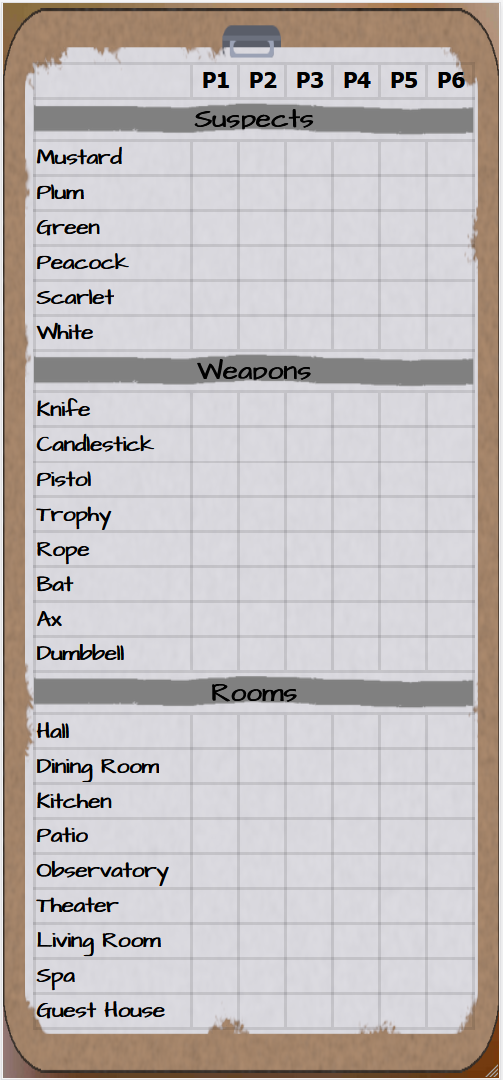 P1 P2 P3 P4 P5 P6
Suspects
Mustard
Plum
Green
Peacock
Scarlet
White
Weapons
Knife
Candlestick
Pistol
Trophy
Rope
Bat
Ax
Dumbbell
Rooms
Hall
Dining Room
Kitchen
Patio
Observatory
Theater
Living Room
Spa
Guest House